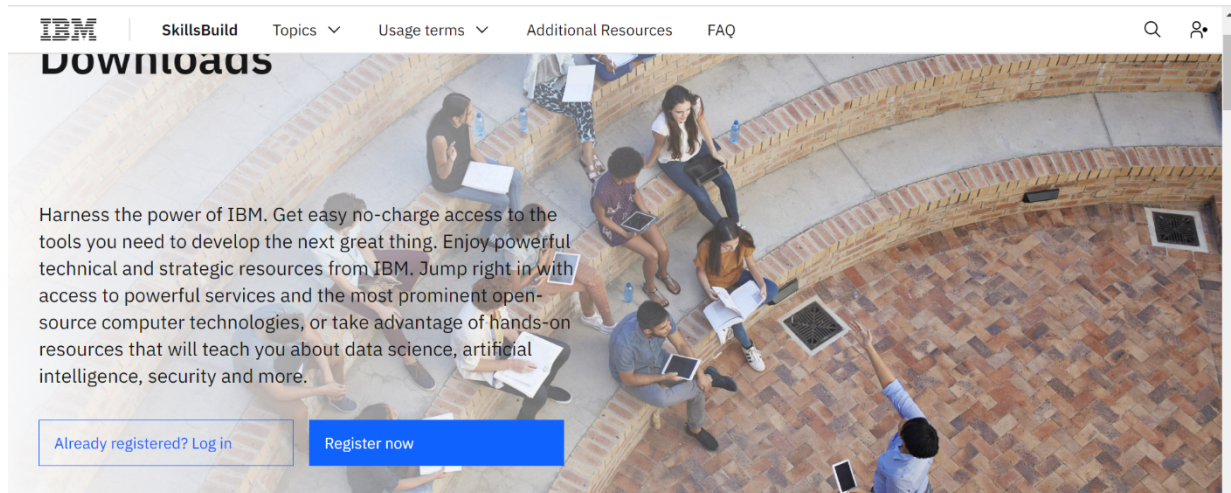 IBM SkillsBuild Topics Usage terms Additional Resources FAQ
Downloads
Harness the power of IBM. Get easy no-charge access to the
tools you need to develop the next great thing. Enjoy powerful
technical and strategic resources from IBM. Jump right in with
access to powerful services and the most prominent open-
source computer technologies, or take advantage of hands-on
resources that will teach you about data science, artificial
intelligence, security and more.
Already registered? Log in Register now